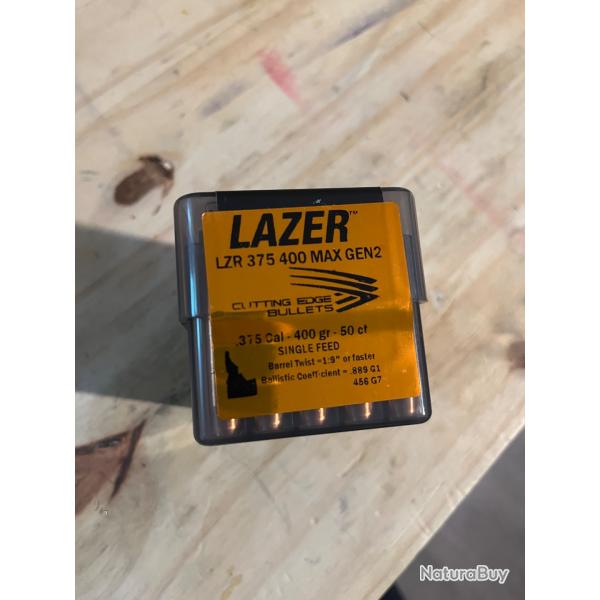 LAZER™
LZR 375 400 MAX GEN2
CUTTING EDGE
BULLETS
.375 Cal - 400 gr - 50 ct
SINGLE FEED
Barrel Twist =1:9" or faster
Ballistic Coefficient = .889 G1
456 G7
NaturaBuy